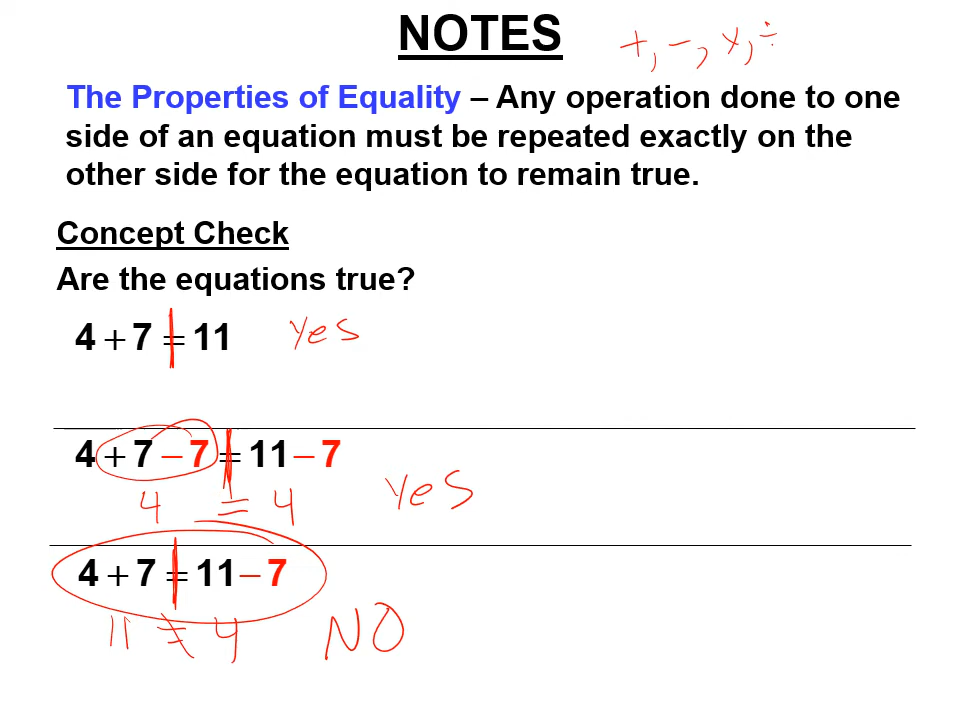 NOTES +, -, x, ÷
The Properties of Equality – Any operation done to one
side of an equation must be repeated exactly on the
other side for the equation to remain true.
Concept Check
Are the equations true?
4 + 7 = 11 yes
4 + 7 – 7 = 11 – 7
4 = 4 yes
4 + 7 = 11 – 7
11 ≠ 4 NO